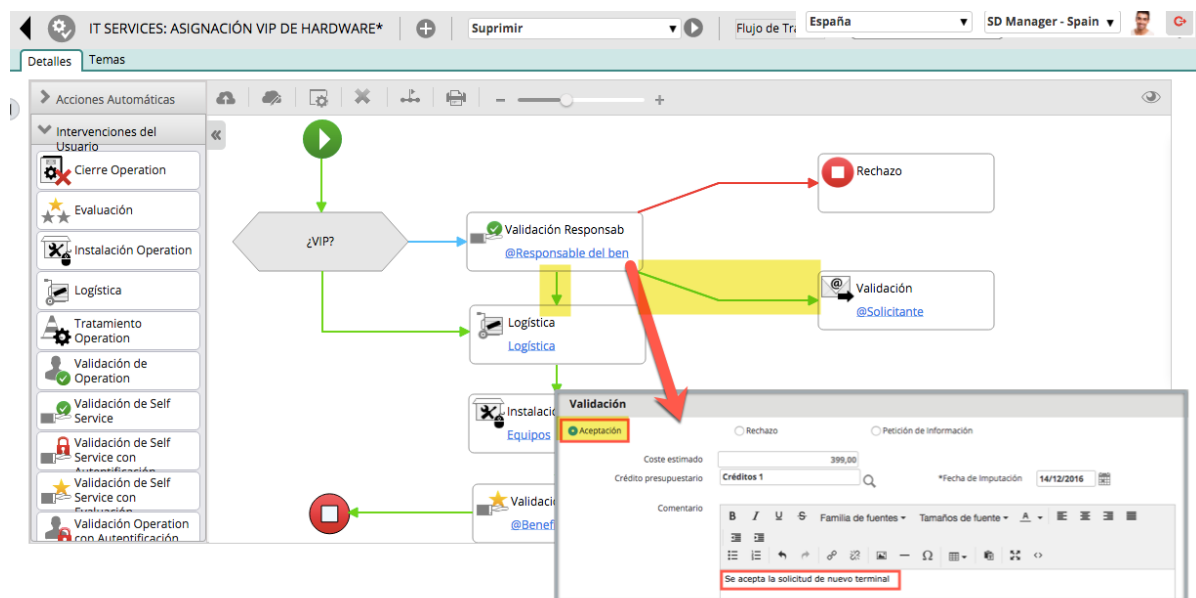 IT SERVICES: ASIGNACIÓN VIP DE HARDWARE*
Suprimir
Flujo de
España
SD Manager - Spain
Detalles
Temas
Acciones Automáticas
Intervenciones del
Usuario
Cierre Operation
Evaluación
Instalación Operation
Logística
Tratamiento
Operation
Validación de
Operation
Validación de Self
Service
Validación de Self
Service con
Autentificación
Validación de Self
Service con
Evaluación
Validación Operation
con Autentificación
¿VIP?
Validación Responsab
@Responsable del ben
Rechazo
Validación
@Solicitante
Logística
Logística
Instalació
Equipos
Validació
@Benef
Validación
Aceptación
Rechazo
Petición de Información
Coste estimado
399,00
Crédito presupuestario
Créditos 1
*Fecha de Imputación
14/12/2016
Comentario
B I U S Familia de fuentes Tamaños de fuente A
Se acepta la solicitud de nuevo terminal